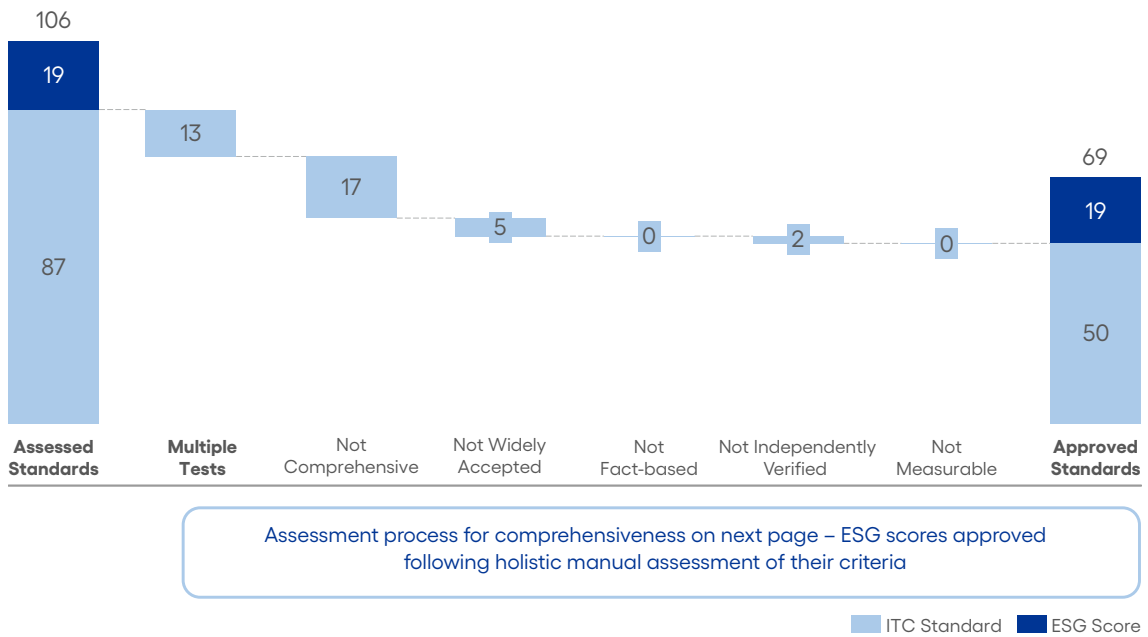 106
19
87
13
17
5
0
2
0
69
19
50
Assessed
Standards
Multiple
Tests
Not
Comprehensive
Not Widely
Accepted
Not
Fact-based
Not Independently
Verified
Not
Measurable
Approved
Standards
Assessment process for comprehensiveness on next page – ESG scores approved
following holistic manual assessment of their criteria
ITC Standard
ESG Score